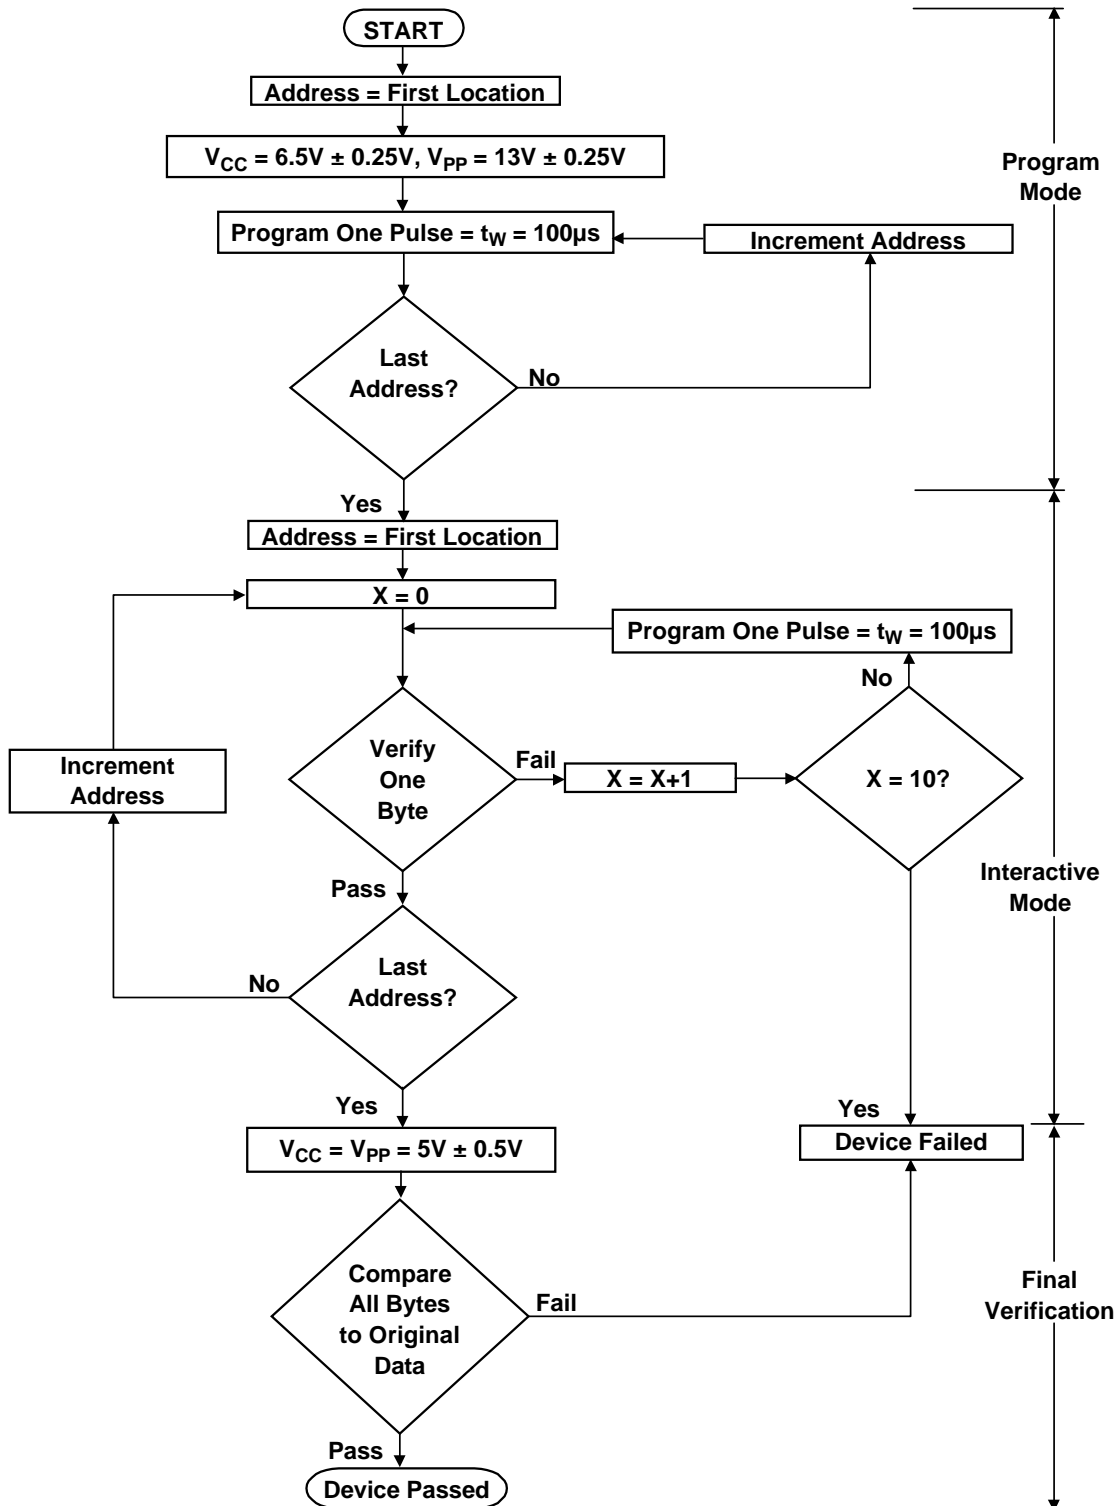 START
Address = First Location
VCC = 6.5V ± 0.25V, VPP = 13V ± 0.25V
Program
Mode
Program One Pulse = tW = 100µs
Increment Address
Last
Address?
No
Yes
Address = First Location
X = 0
Program One Pulse = tW = 100µs
No
Increment
Address
Verify
One
Byte
Fail
X = X+1
X = 10?
Pass
Interactive
Mode
Last
Address?
No
Yes
Yes
VCC = VPP = 5V ± 0.5V
Device Failed
Compare
All Bytes
to Original
Data
Fail
Final
Verification
Pass
Device Passed